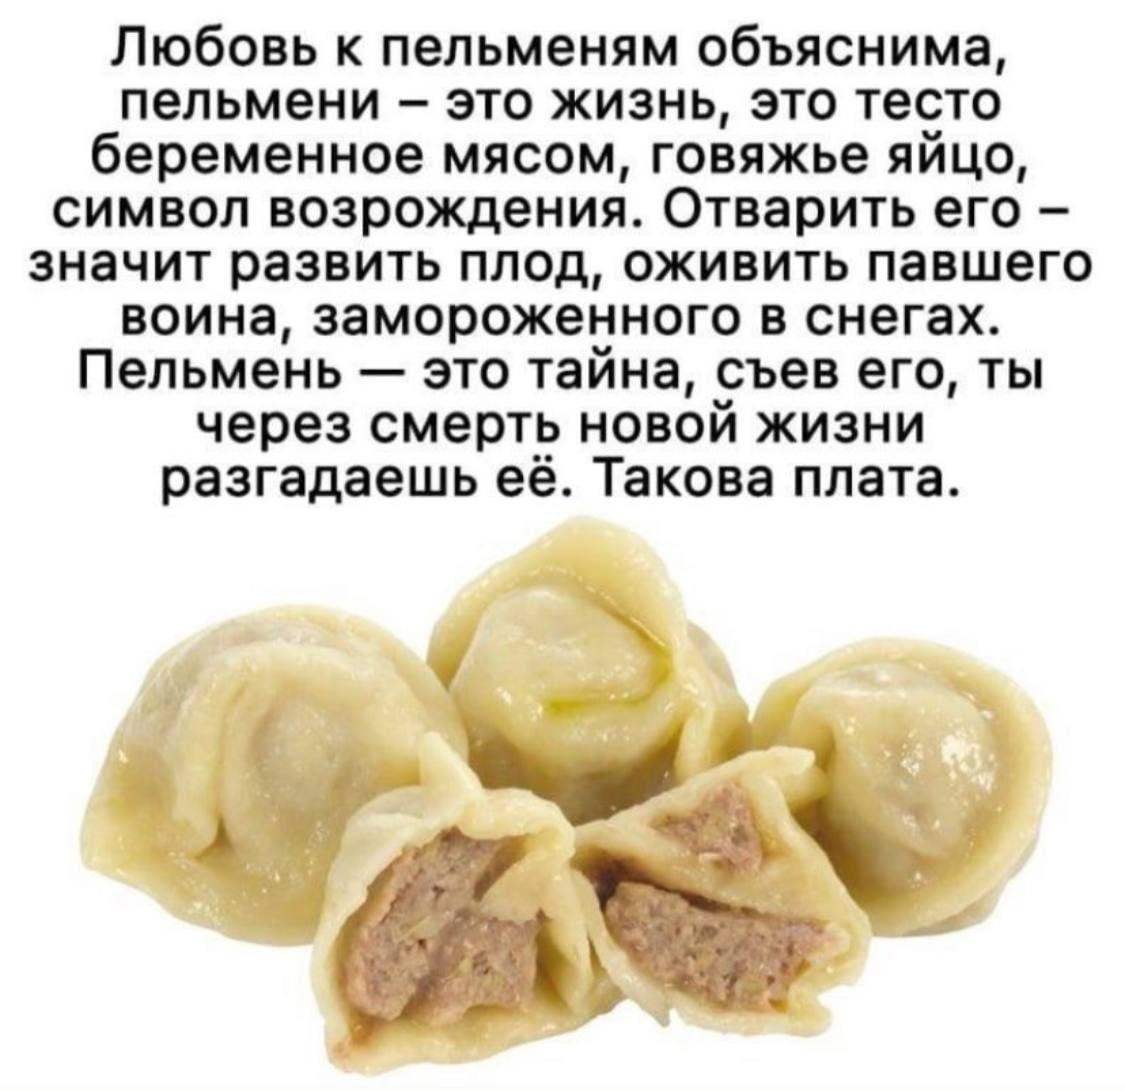 Любовь к пельменям объяснима,
пельмени – это жизнь, это тесто
беременное мясом, говяжье яйцо,
символ возрождения. Отварить его –
значит развить плод, оживить павшего
воина, замороженного в снегах.
Пельмень — это тайна, съев его, ты
через смерть новой жизни
разгадаешь её. Такова плата.